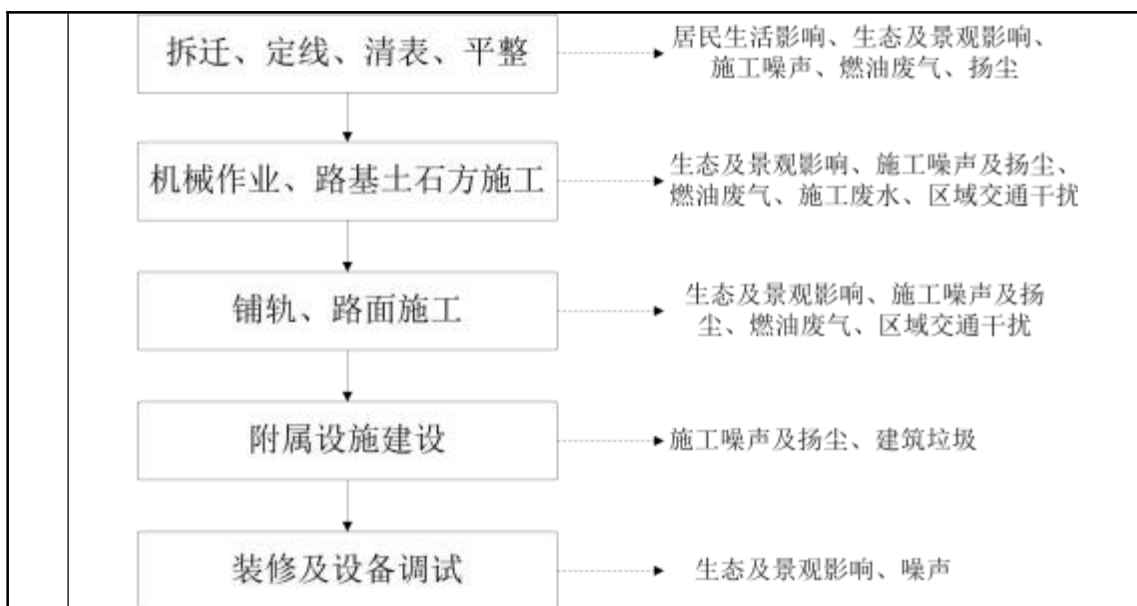 拆迁、定线、清表、平整
居民生活影响、生态及景观影响、
施工噪声、燃油废气、扬尘
机械作业、路基土石方施工
生态及景观影响、施工噪声及扬尘、
燃油废气、施工废水、区域交通干扰
铺轨、路面施工
生态及景观影响、施工噪声及扬
尘、燃油废气、区域交通干扰
附属设施建设
施工噪声及扬尘、建筑垃圾
装修及设备调试
生态及景观影响、噪声